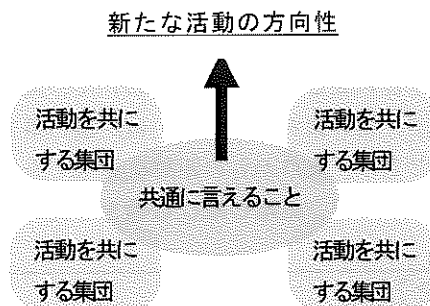 新たな活動の方向性
活動を共に
する集団
活動を共に
する集団
共通に言えること
活動を共に
する集団
活動を共に
する集団